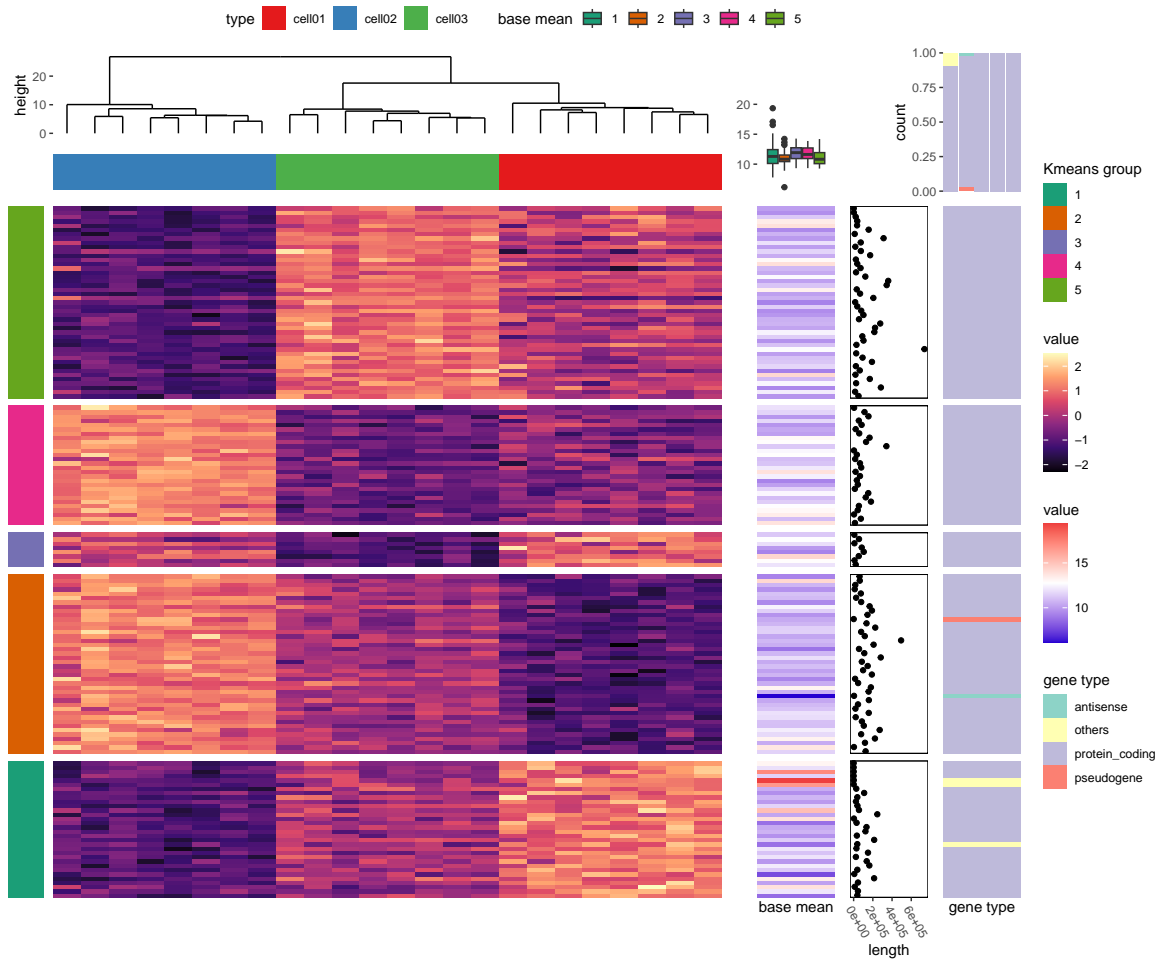 type cell01 cell02 cell03 base mean 1 2 3 4 5
height
20
10
0
20
15
10
count
1.00
0.75
0.50
0.25
0.00
Kmeans group
1
2
3
4
5
value
2
1
0
−1
−2
value
15
10
gene type
antisense
others
protein_coding
pseudogene
base mean
0e+00
2e+05
4e+05
6e+05
length
gene type